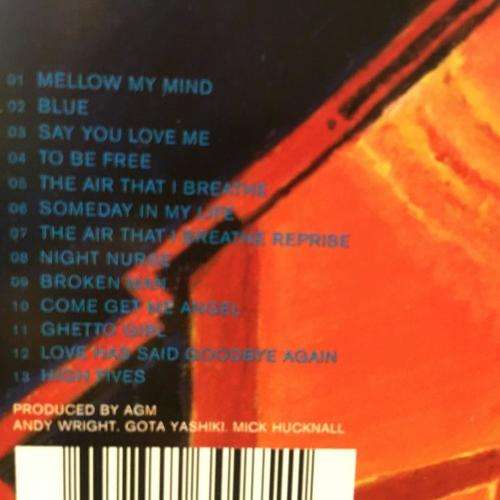 01 MELLOW MY MIND
02 BLUE
03 SAY YOU LOVE ME
04 TO BE FREE
05 THE AIR THAT I BREATHE
06 SOMEDAY IN MY LIFE
07 THE AIR THAT I BREATHE REPRISE
08 NIGHT NURSE
09 BROKEN MAN
10 COME GET ME ANGEL
11 GHETTO GIRL
12 LOVE HAS SAID GOODBYE AGAIN
13 HIGH FIVES
PRODUCED BY AGM
ANDY WRIGHT. GOTA YASHIKI. MICK HUCKNALL